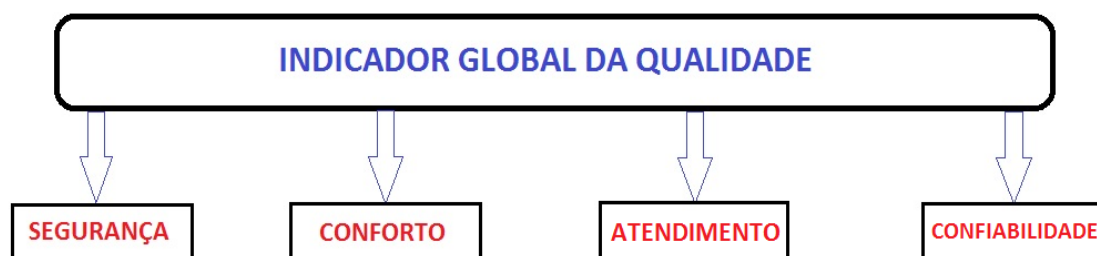 INDICADOR GLOBAL DA QUALIDADE
SEGURANÇA
CONFORTO
ATENDIMENTO
CONFIABILIDADE